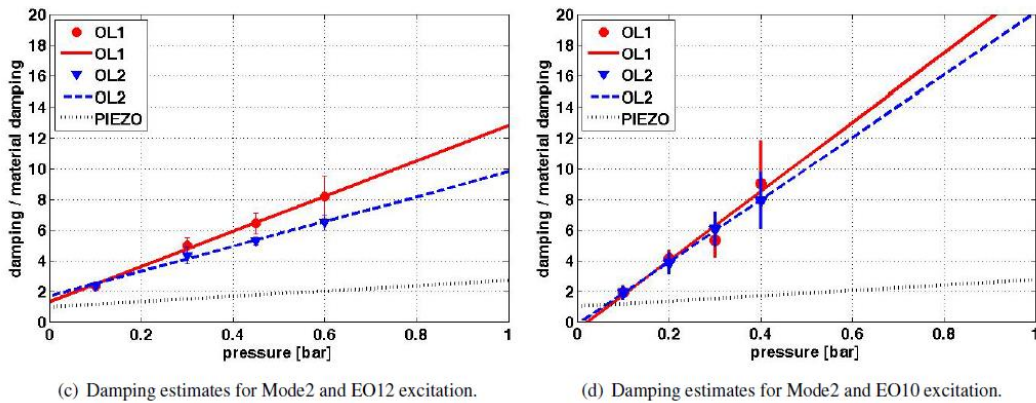 20
18
16
14
12
10
8
6
4
2
0
damping / material damping
OL1
OL1
OL2
OL2
PIEZO
0 0.2 0.4 0.6 0.8 1
pressure [bar]
(c) Damping estimates for Mode2 and EO12 excitation.
20
18
16
14
12
10
8
6
4
2
0
damping / material damping
OL1
OL1
OL2
OL2
PIEZO
0 0.2 0.4 0.6 0.8 1
pressure [bar]
(d) Damping estimates for Mode2 and EO10 excitation.